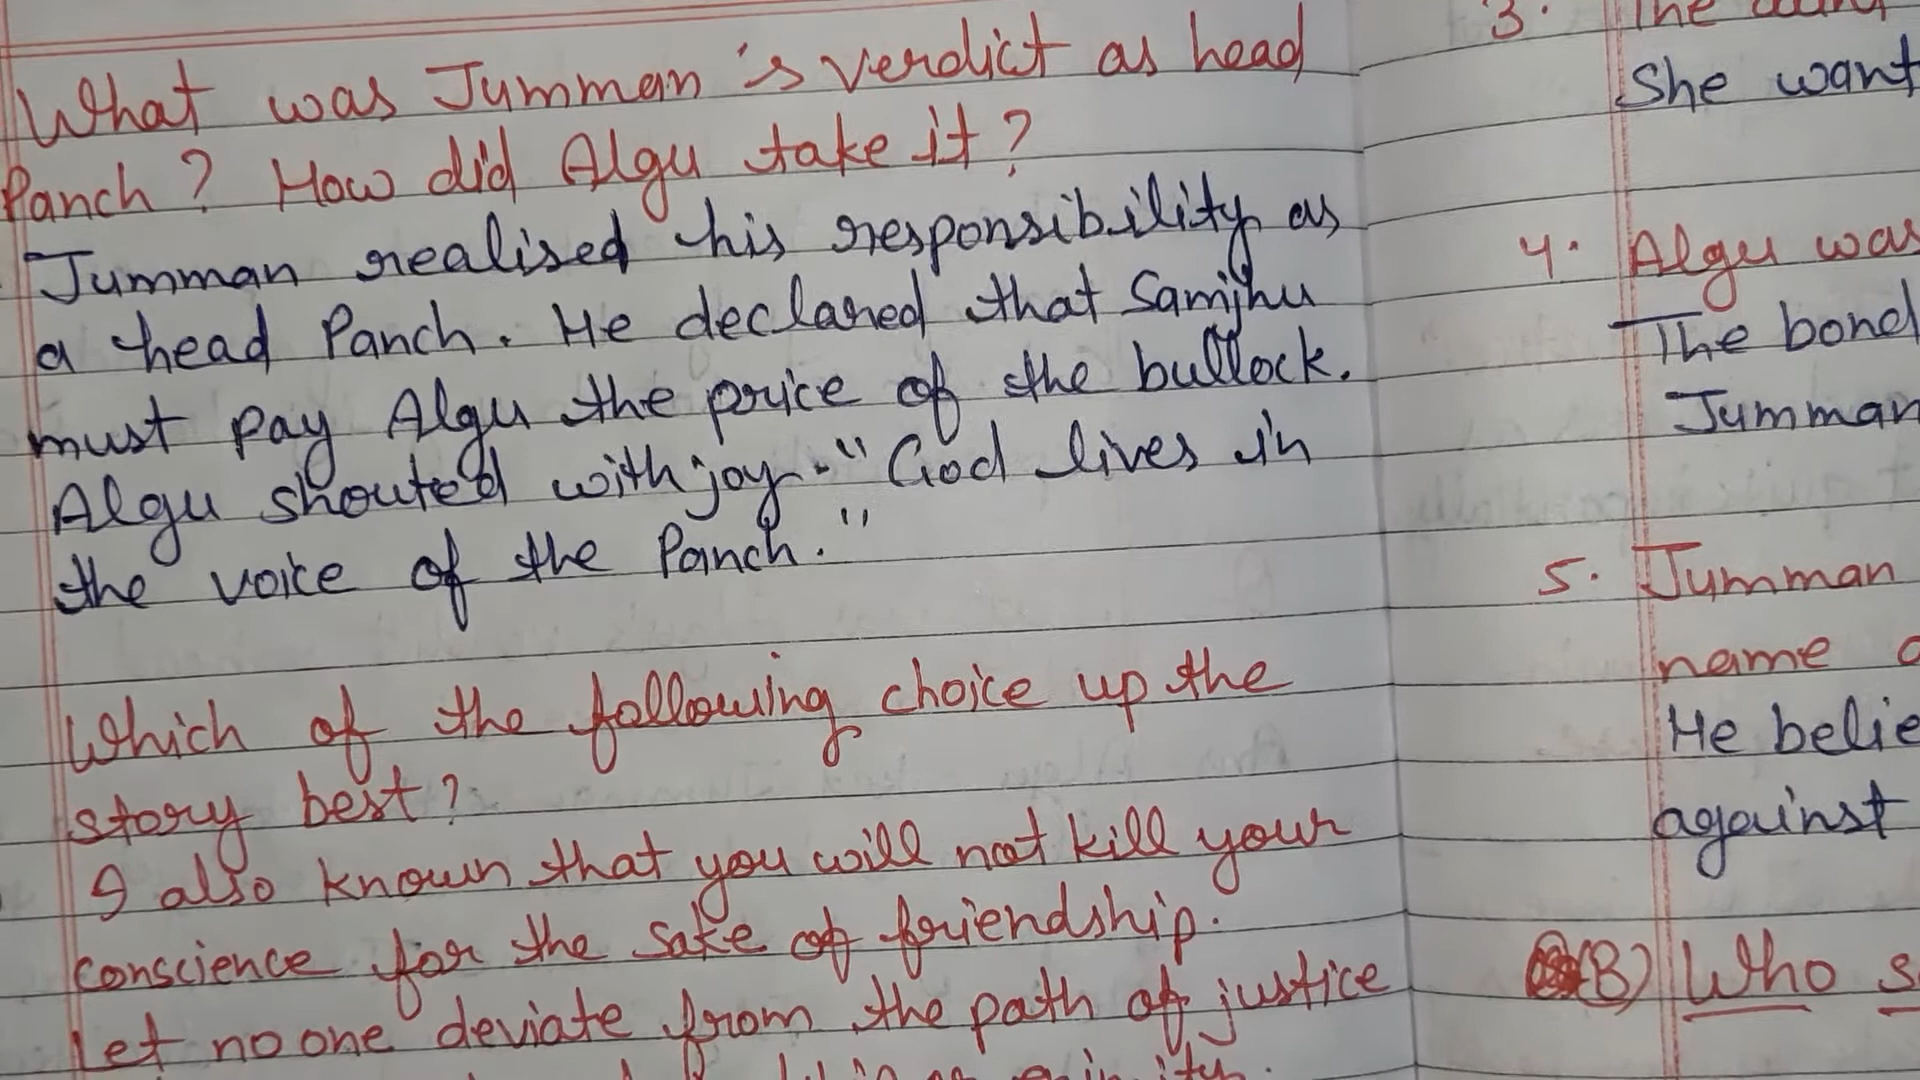 What was Jumman's verdict as head
Panch? How did Algu take it?
Jumman realised his responsibility as
a head Panch. He declared that Samjhu
must pay Algu the price of the bullock.
Algu shouted with joy - "God lives in
the voice of the Panch."
Which of the following choice up the
story best?
I also known that you will not kill your
conscience for the sake of friendship.
Let no one deviate from the path of justice
3. The
She want
4. Algu was
The bond
Jumman
5. Jumman
name
He belie
against
(B) Who s